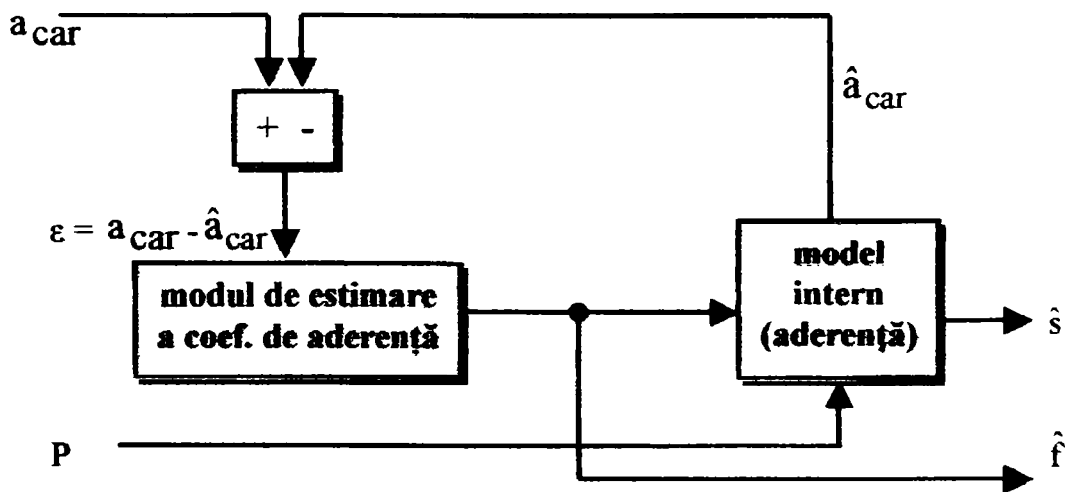 a car
â car
+ -
ε = a car - â car
modul de estimare
a coef. de aderență
model
intern
(aderență)
ŝ
P
f̂